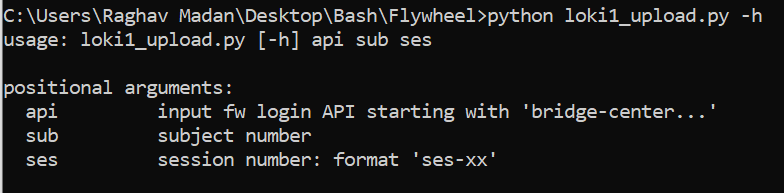 C:\Users\Raghav Madan\Desktop\Bash\Flywheel>python loki1_upload.py -h
usage: loki1_upload.py [-h] api sub ses
positional arguments:
api input fw login API starting with 'bridge-center...'
sub subject number
ses session number: format 'ses-xx'